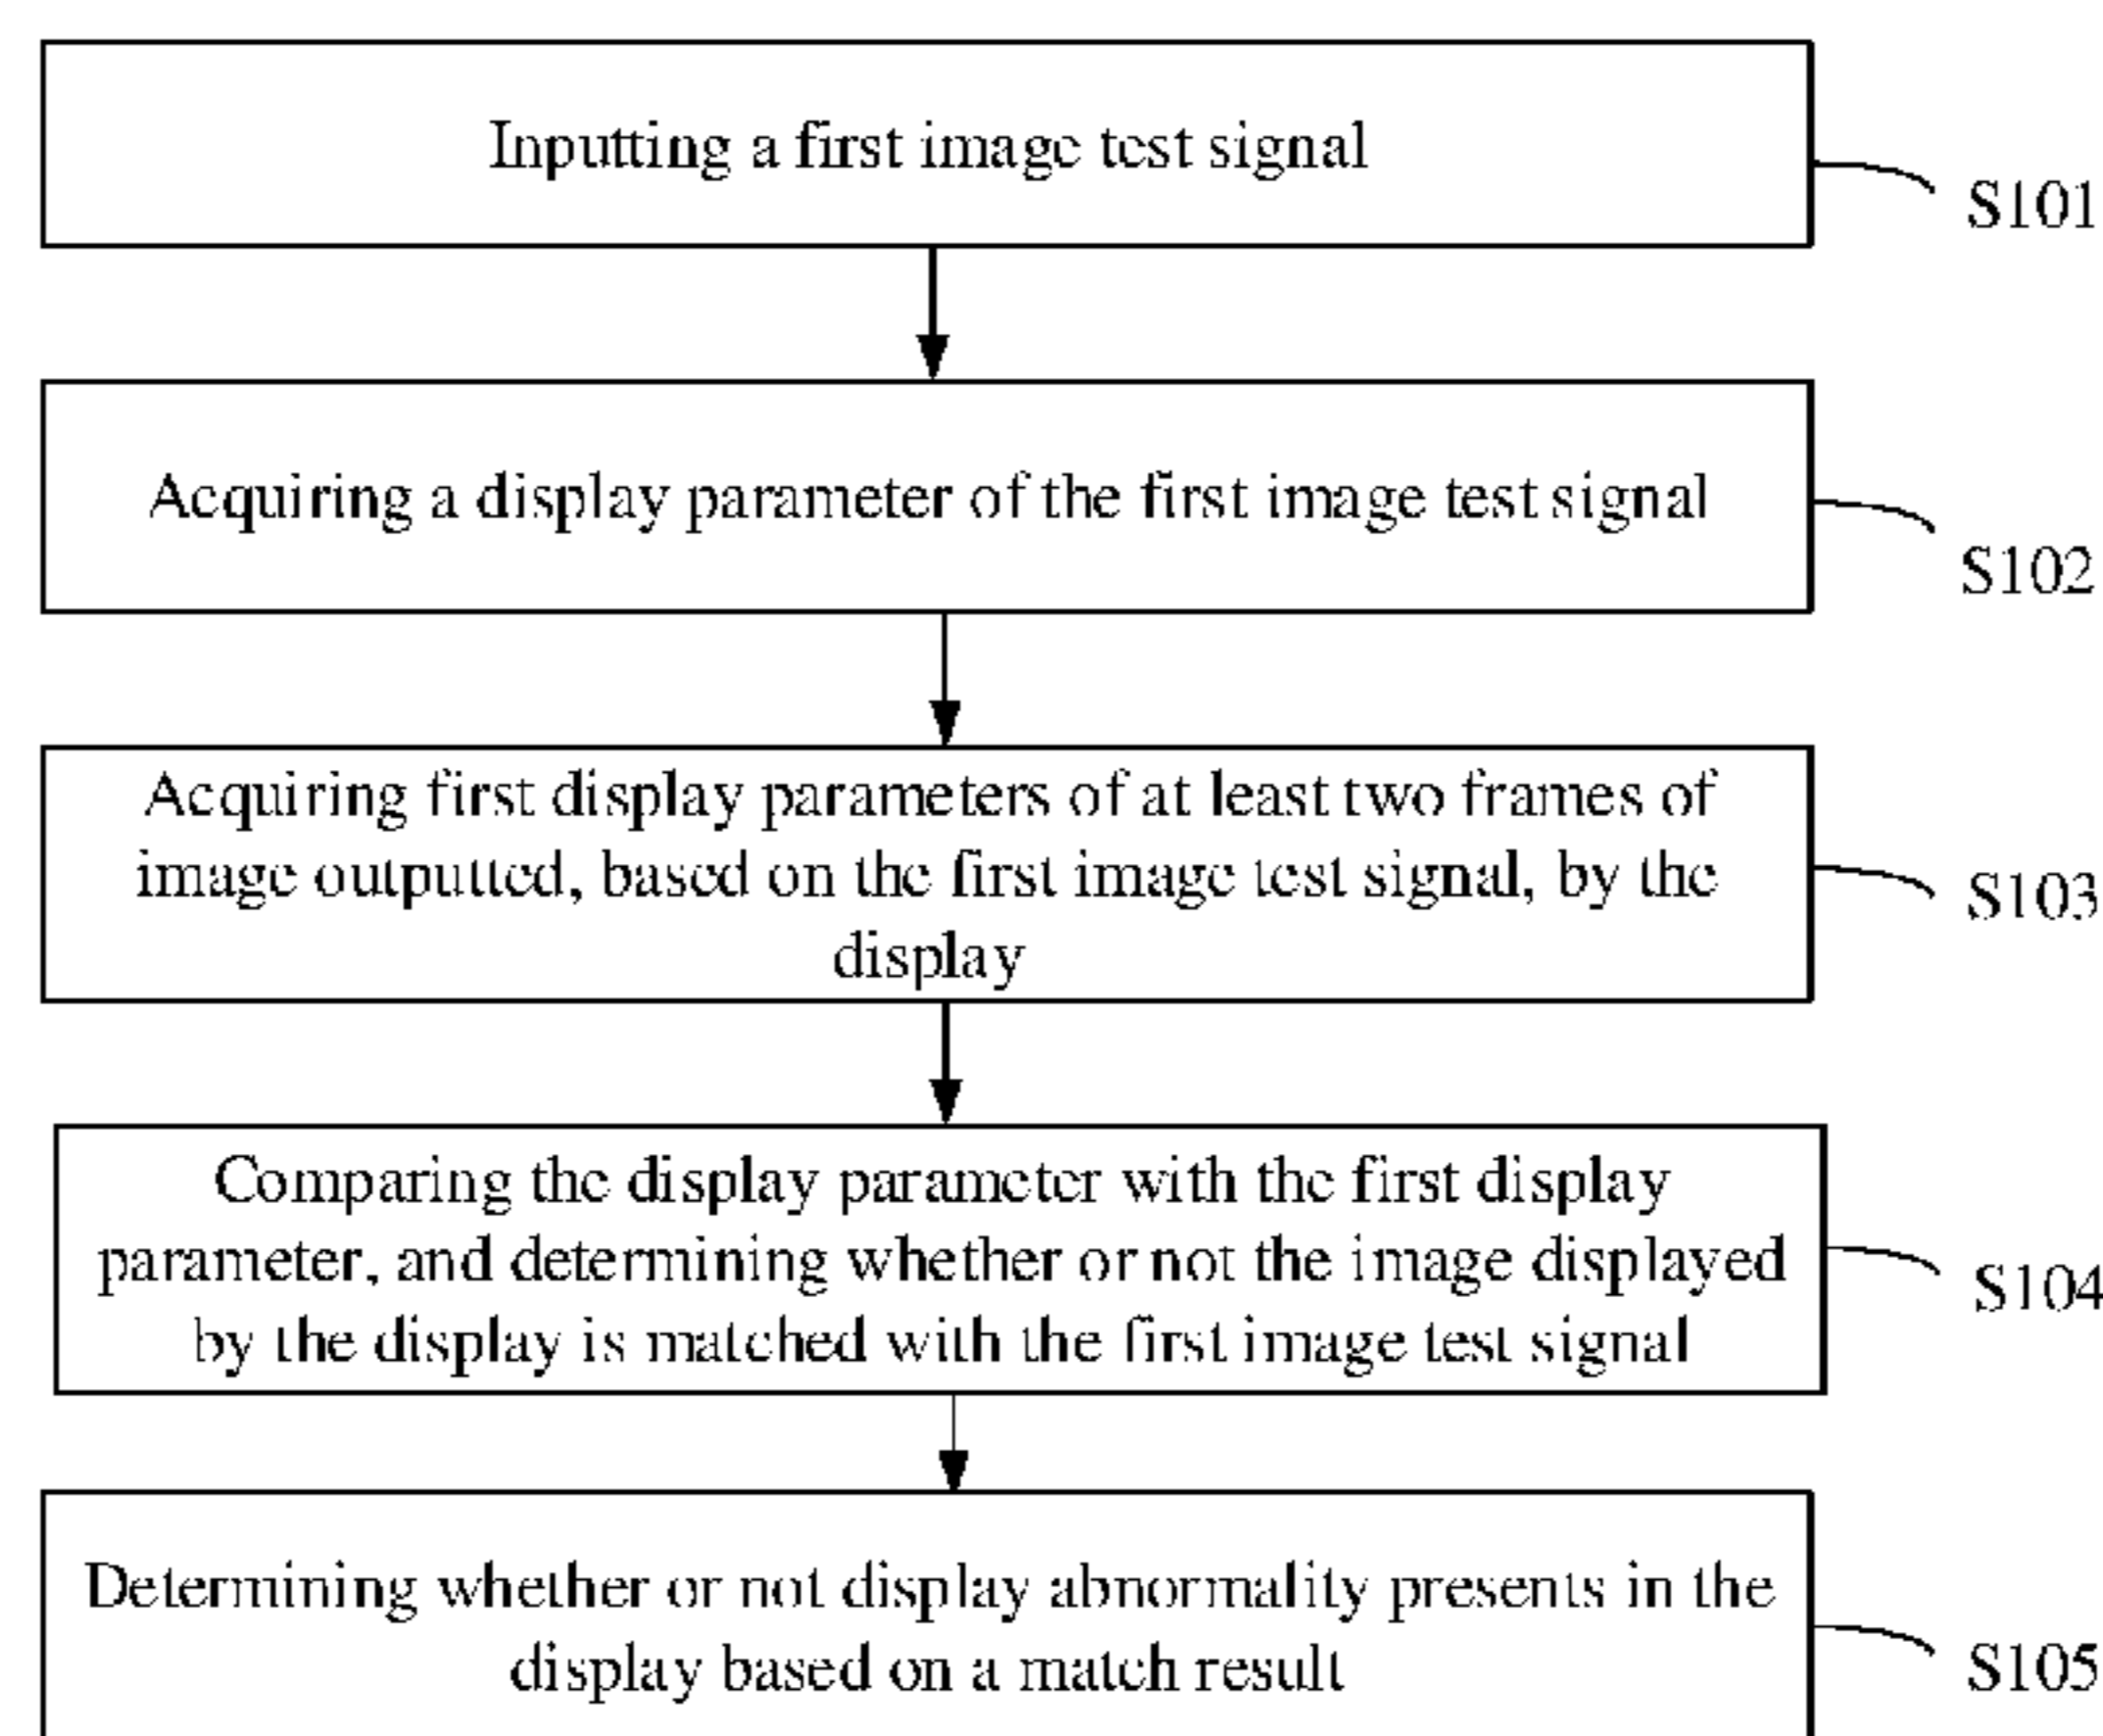 Inputting a first image test signal
S101
Acquiring a display parameter of the first image test signal
S102
Acquiring first display parameters of at least two frames of
image outputted, based on the first image test signal, by the
display
S103
Comparing the display parameter with the first display
parameter, and determining whether or not the image displayed
by the display is matched with the first image test signal
S104
Determining whether or not display abnormality presents in the
display based on a match result
S105